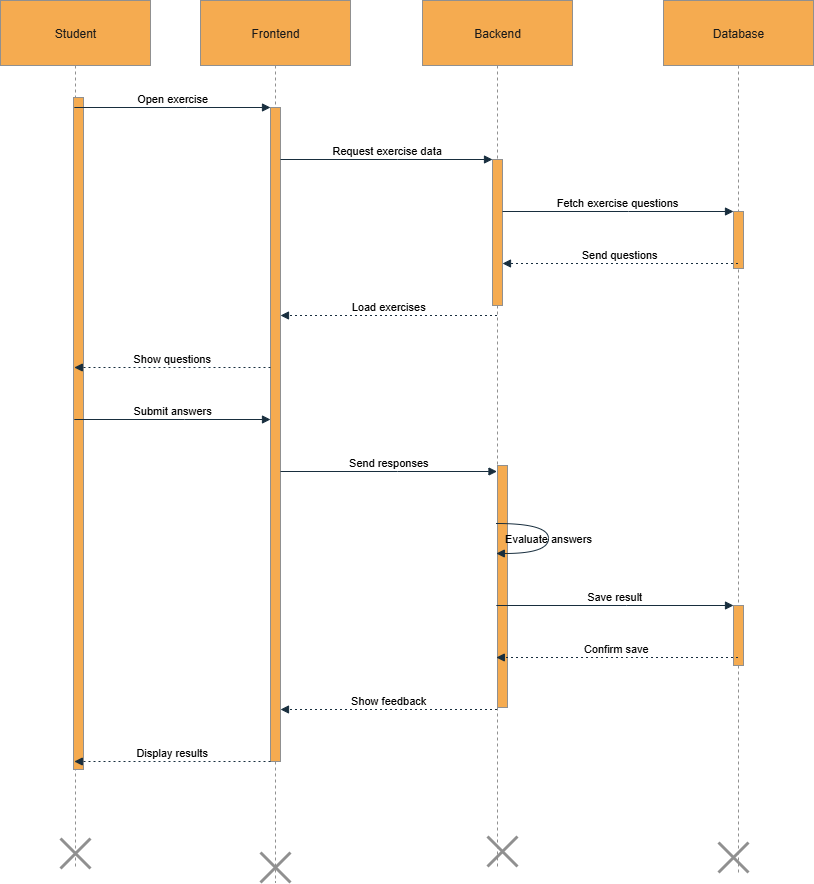 Student
Frontend
Backend
Database
Open exercise
Request exercise data
Fetch exercise questions
Send questions
Load exercises
Show questions
Submit answers
Send responses
Evaluate answers
Save result
Confirm save
Show feedback
Display results